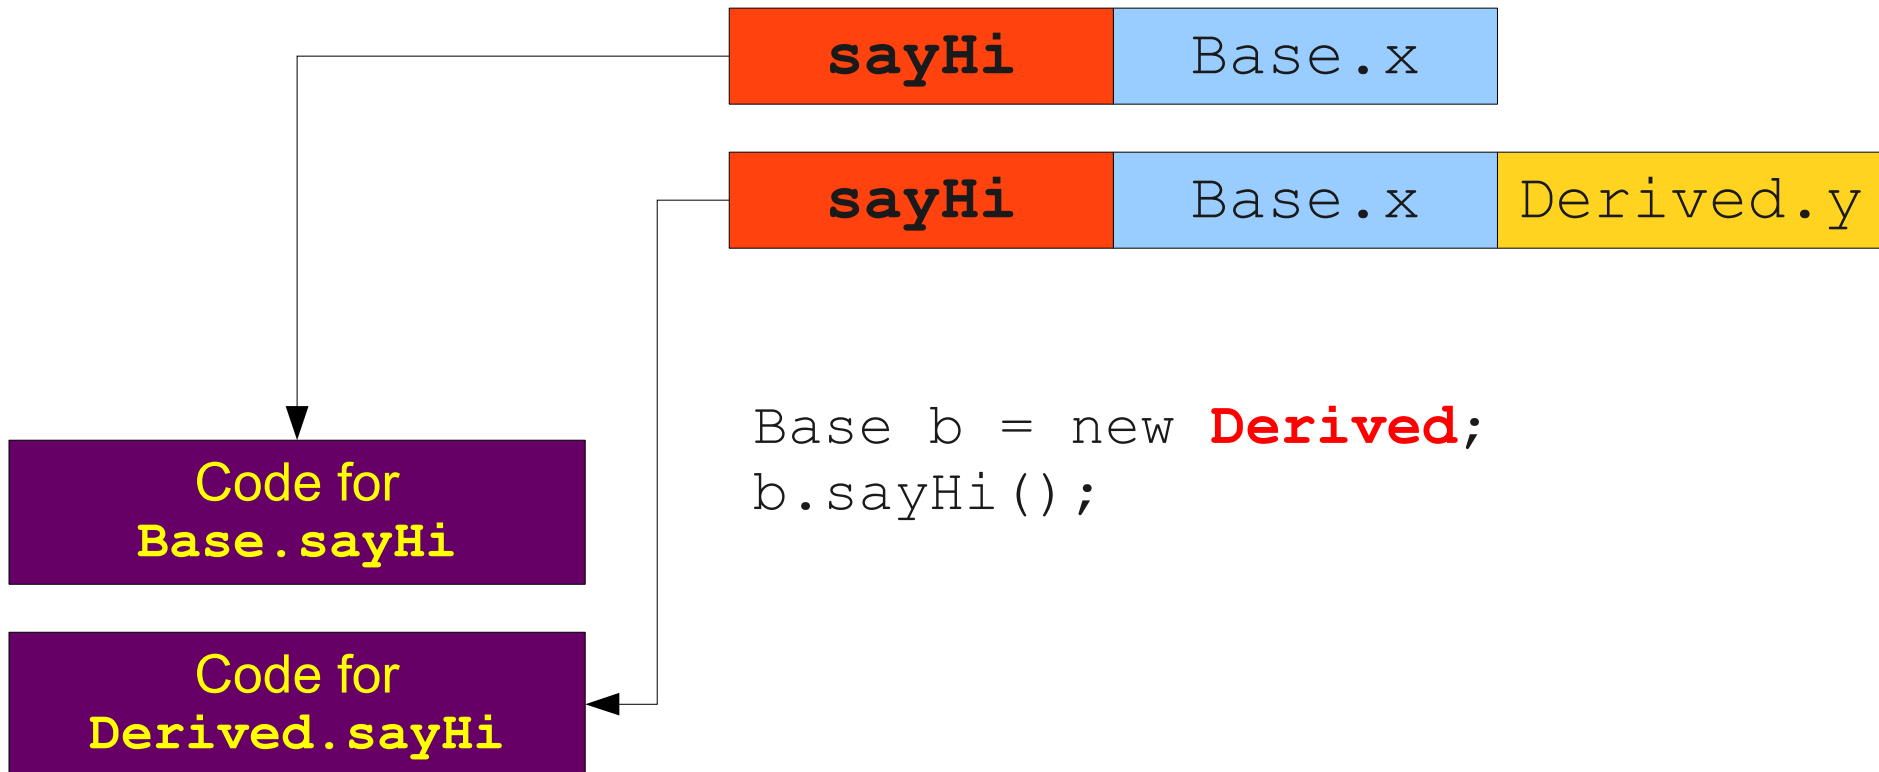 sayHi Base.x
sayHi Base.x Derived.y
Base b = new Derived;
b.sayHi();
Code for
Base.sayHi
Code for
Derived.sayHi